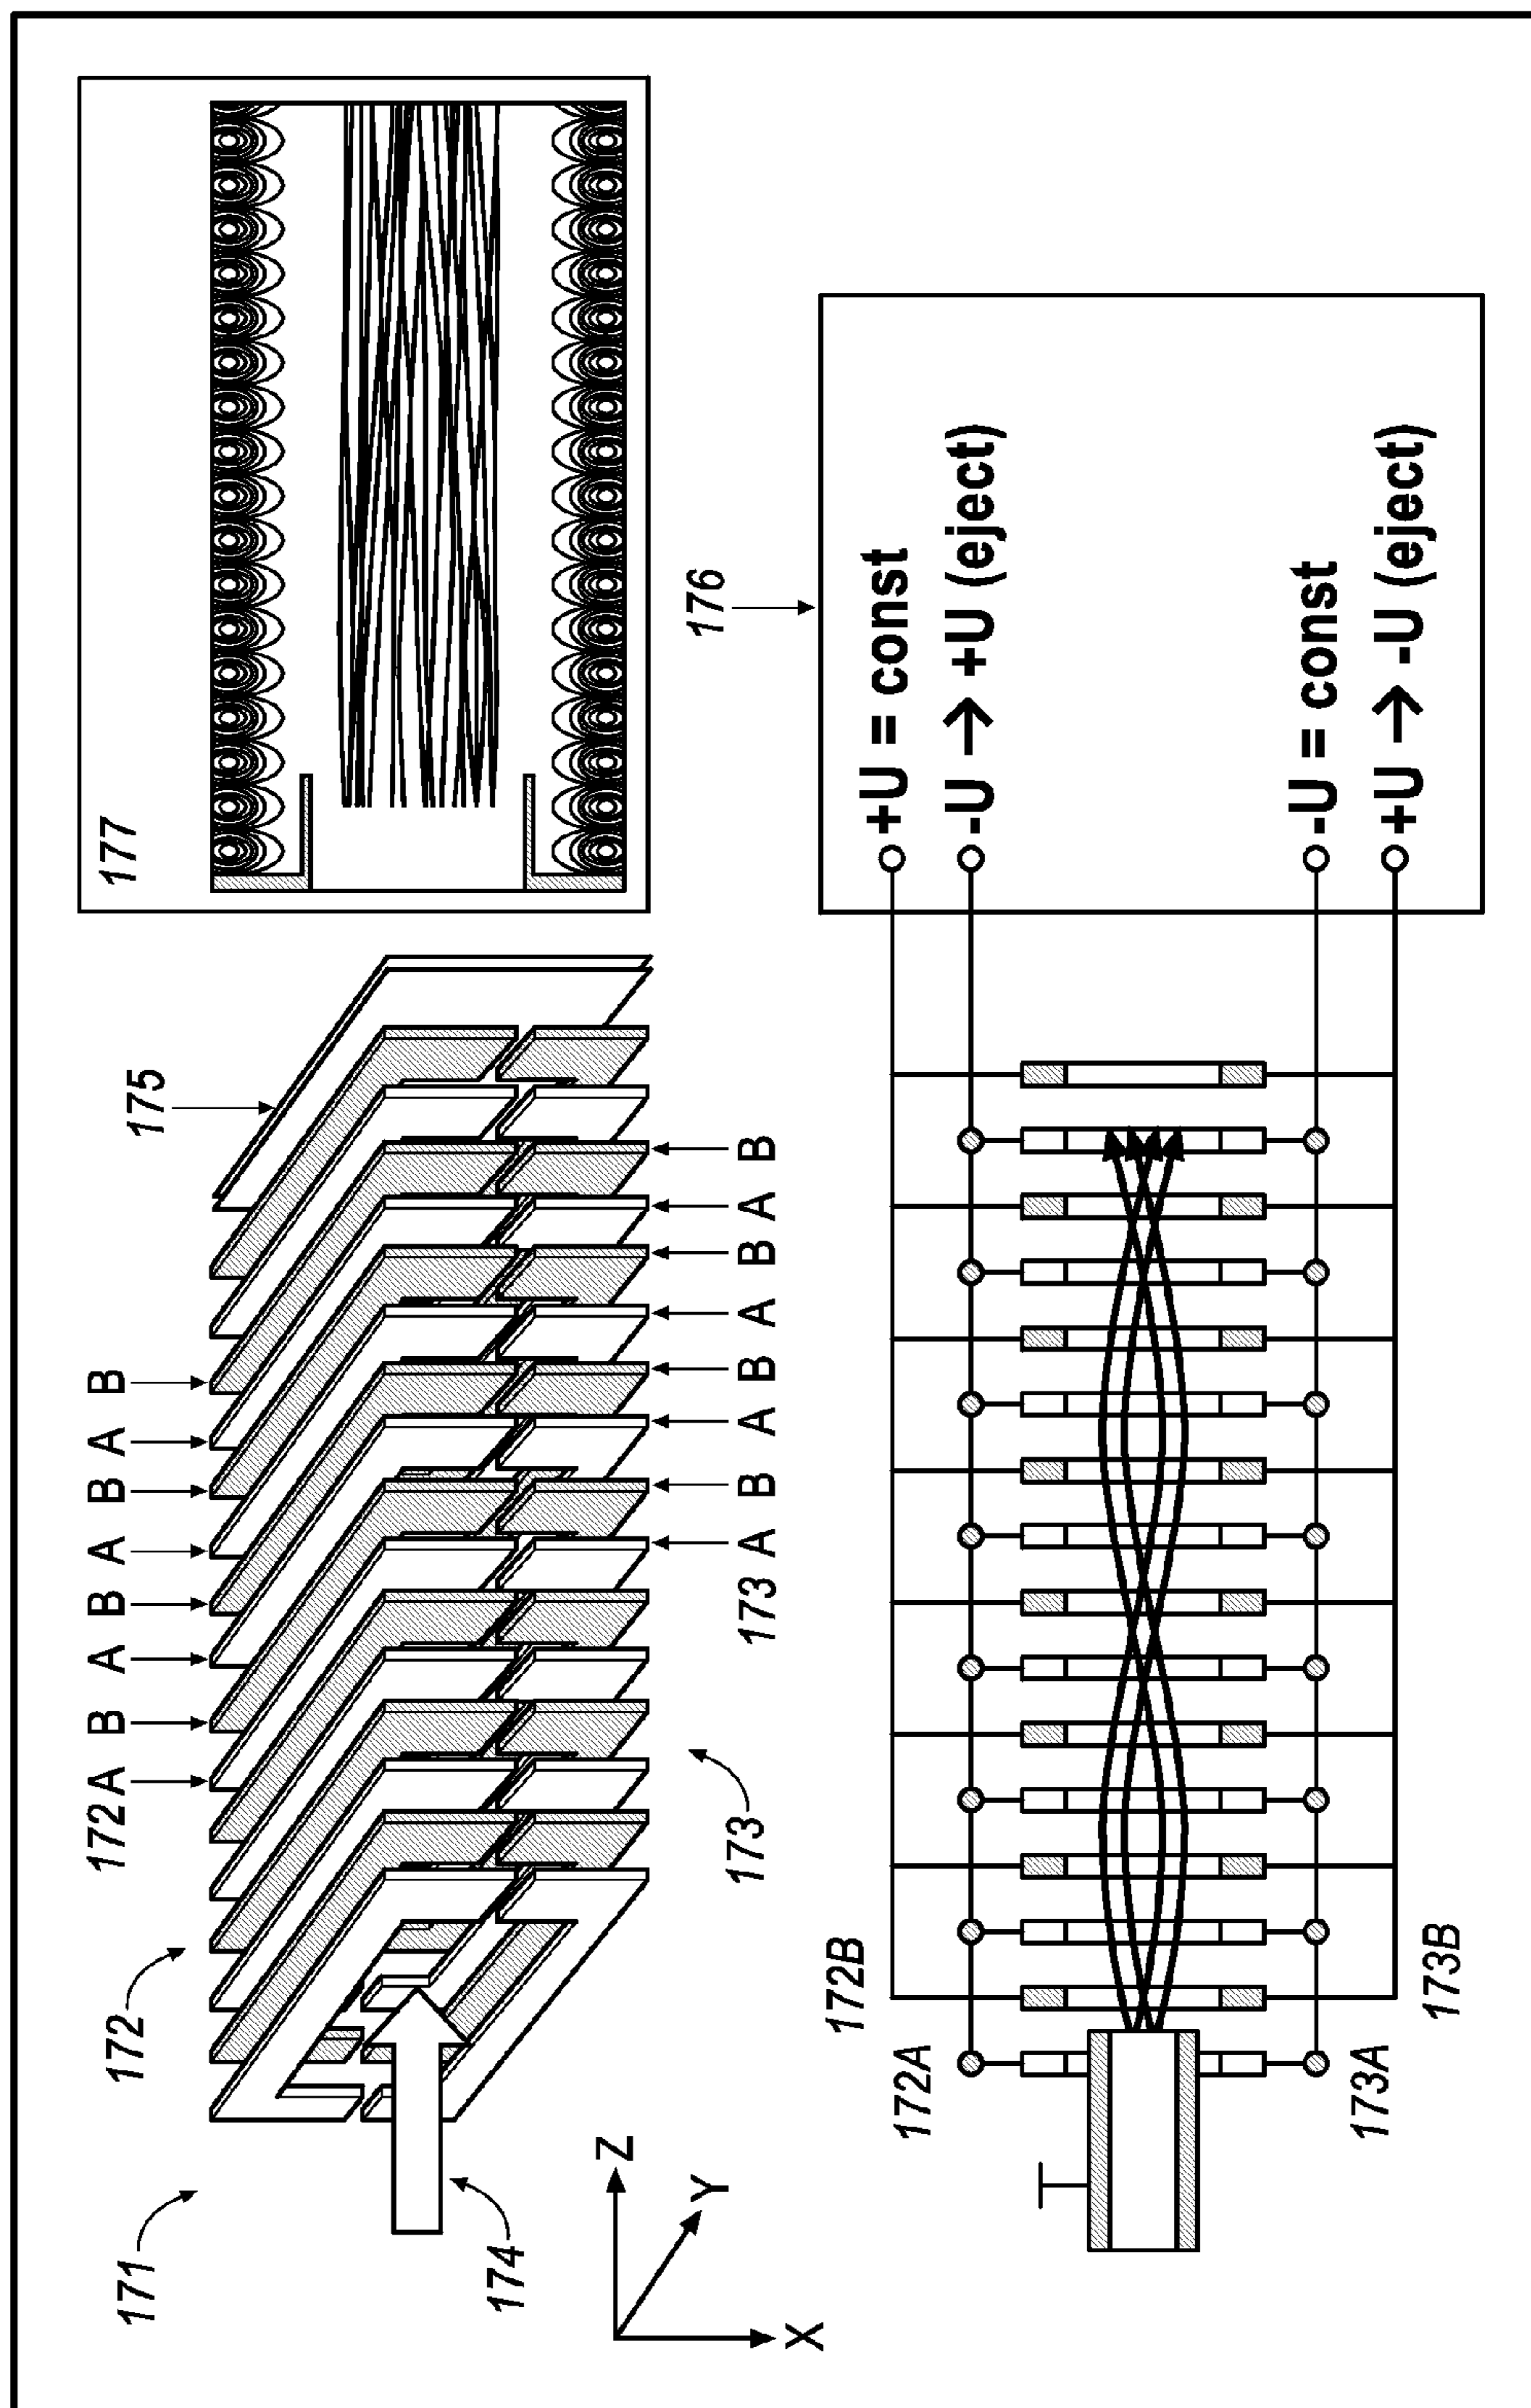 171
172
172A B A B A B A B
175
177
174
173
173 A B A B A B A B
Z
Y
X
176
172A
172B
173A
173B
+U = const
-U → +U (eject)
-U = const
+U → -U (eject)